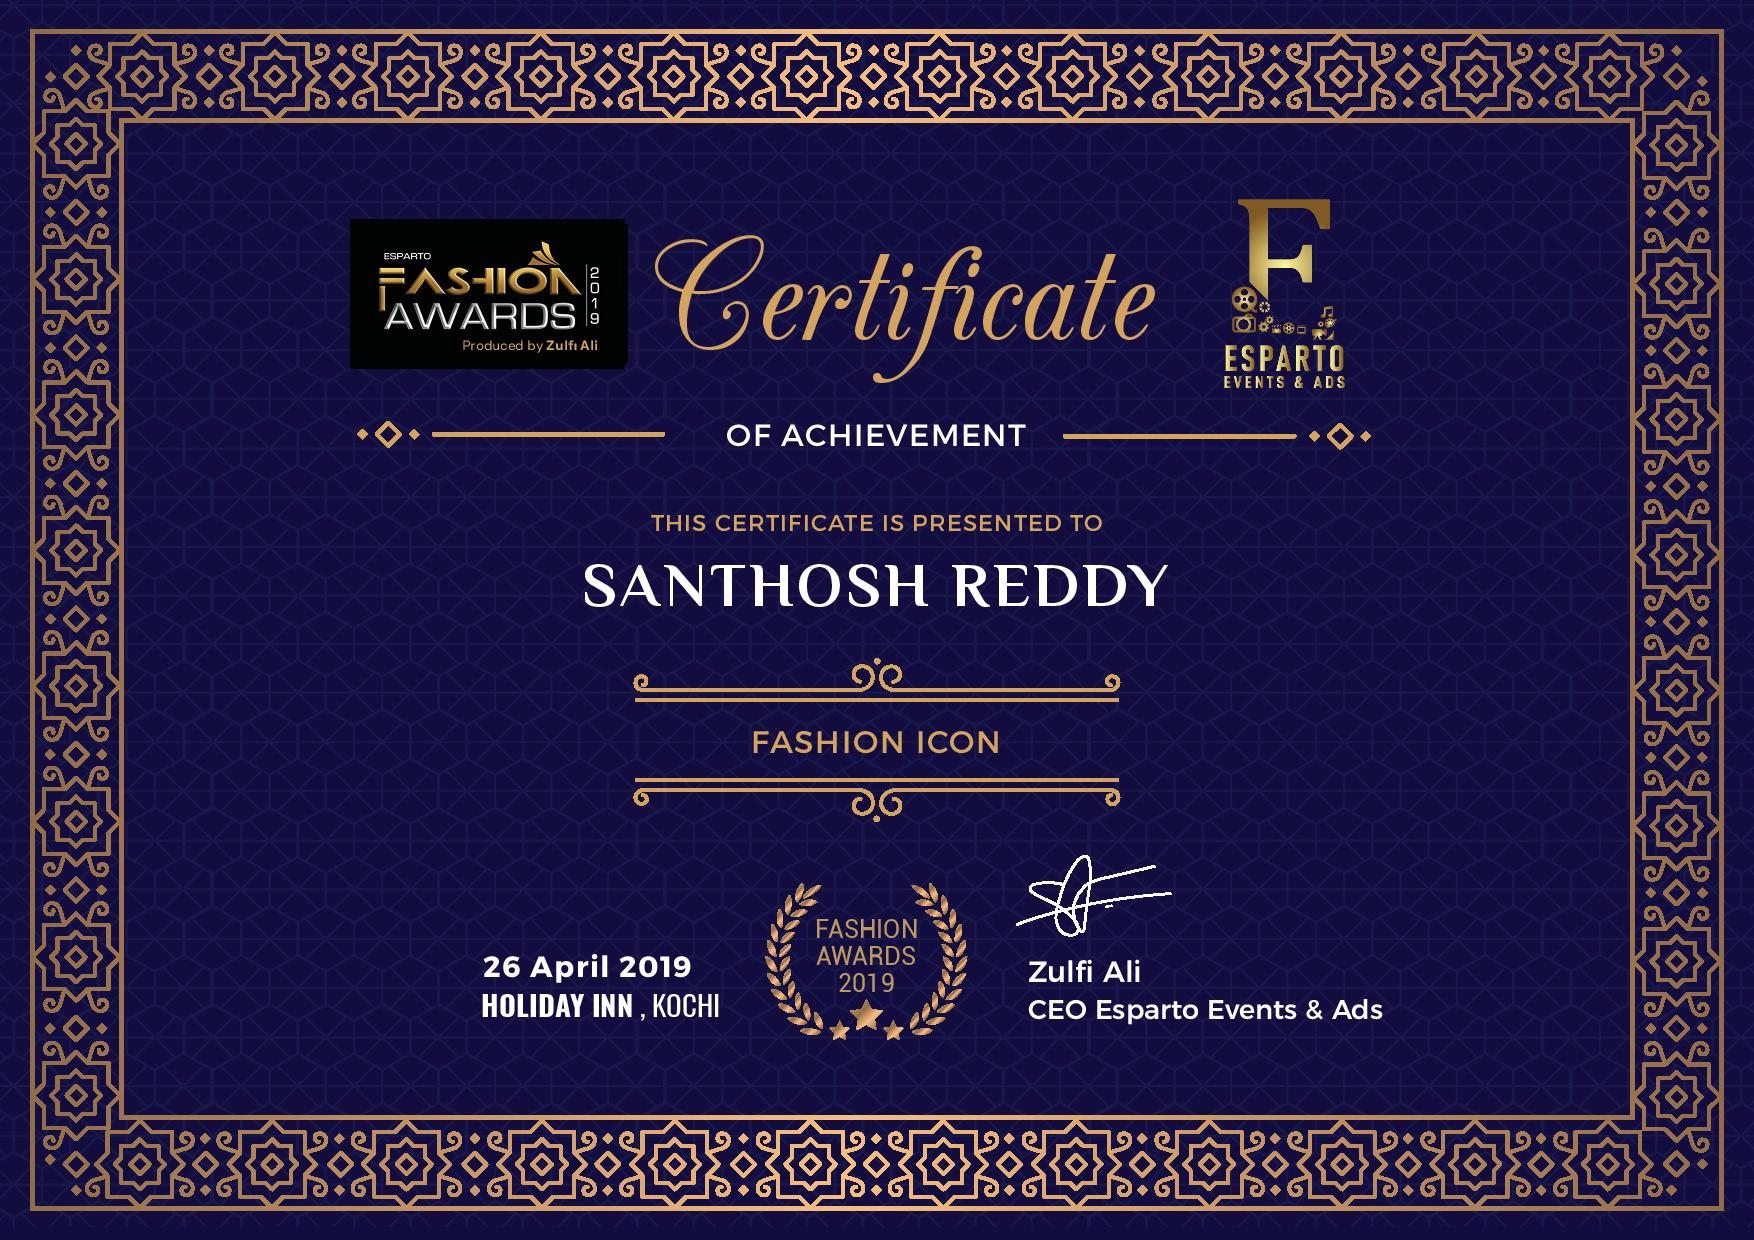 ESPARTO
FASHION
AWARDS
2019
Produced by Zulfi Ali
Certificate
ESPARTO
EVENTS & ADS
OF ACHIEVEMENT
THIS CERTIFICATE IS PRESENTED TO
SANTHOSH REDDY
FASHION ICON
FASHION
AWARDS
2019
26 April 2019
HOLIDAY INN , KOCHI
Zulfi Ali
CEO Esparto Events & Ads